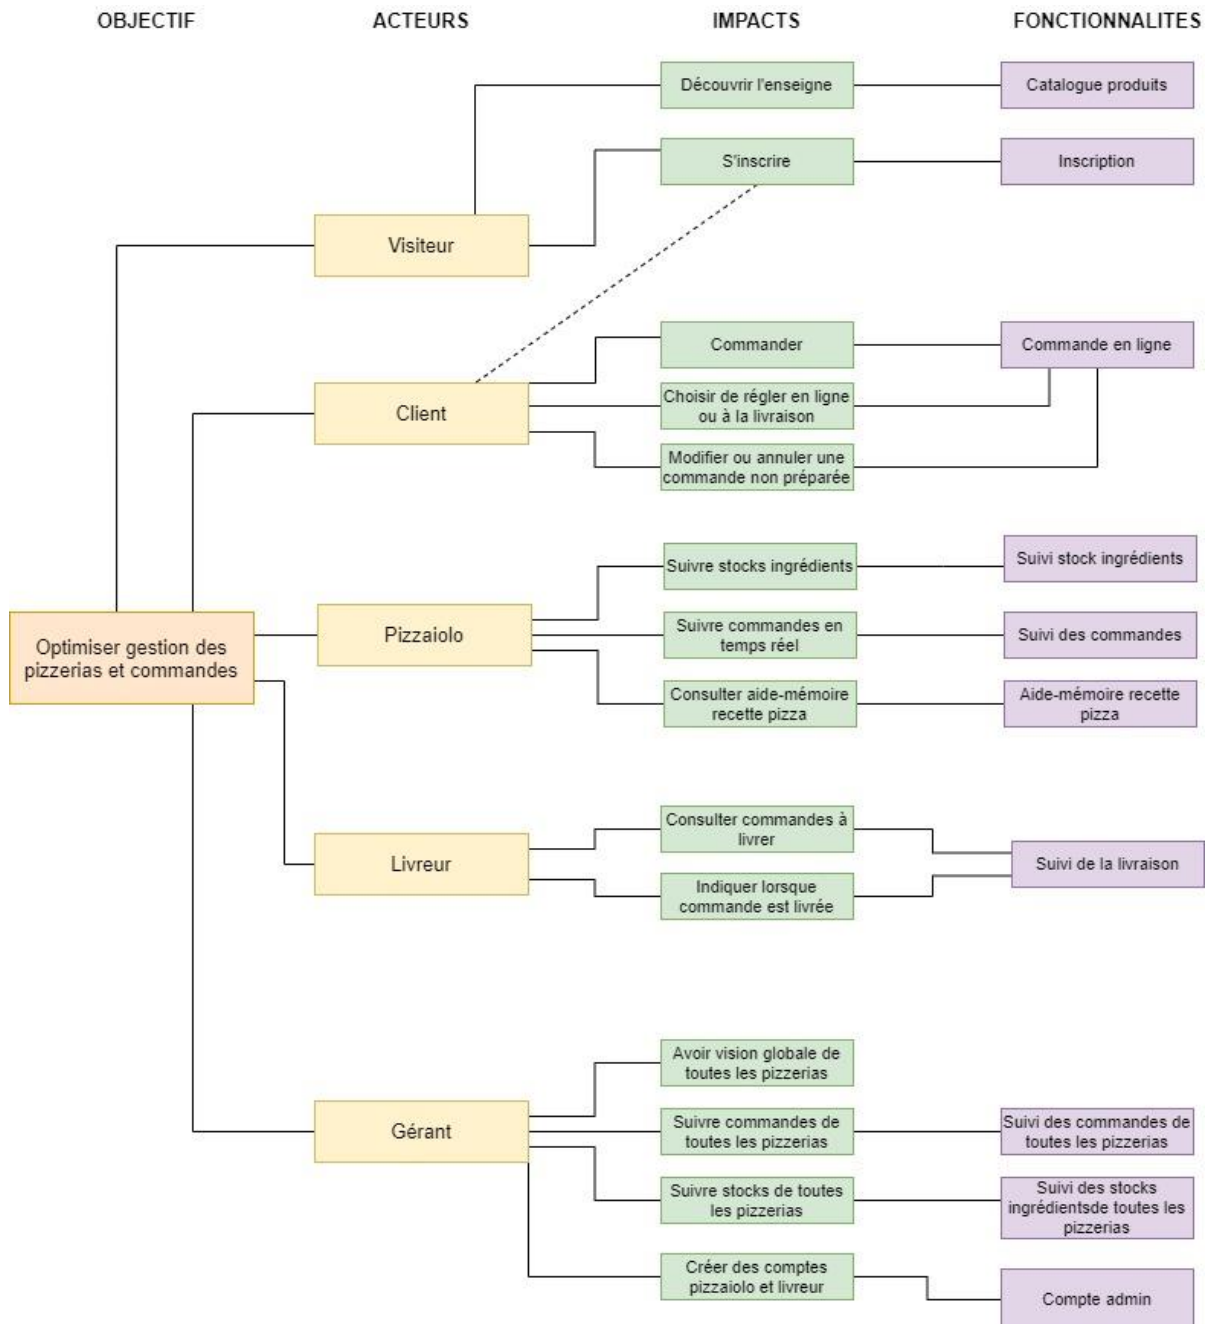 OBJECTIF
ACTEURS
IMPACTS
FONCTIONNALITES
Découvrir l'enseigne
Catalogue produits
S'inscrire
Inscription
Visiteur
Commander
Commande en ligne
Client
Choisir de régler en ligne
ou à la livraison
Modifier ou annuler une
commande non préparée
Suivre stocks ingrédients
Suivi stock ingrédients
Optimiser gestion des
pizzerias et commandes
Pizzaiolo
Suivre commandes en
temps réel
Suivi des commandes
Consulter aide-mémoire
recette pizza
Aide-mémoire recette
pizza
Consulter commandes à
livrer
Livreur
Suivi de la livraison
Indiquer lorsque
commande est livrée
Avoir vision globale de
toutes les pizzerias
Gérant
Suivre commandes de
toutes les pizzerias
Suivi des commandes de
toutes les pizzerias
Suivre stocks de toutes
les pizzerias
Suivi des stocks
ingrédientsde toutes les
pizzerias
Créer des comptes
pizzaiolo et livreur
Compte admin